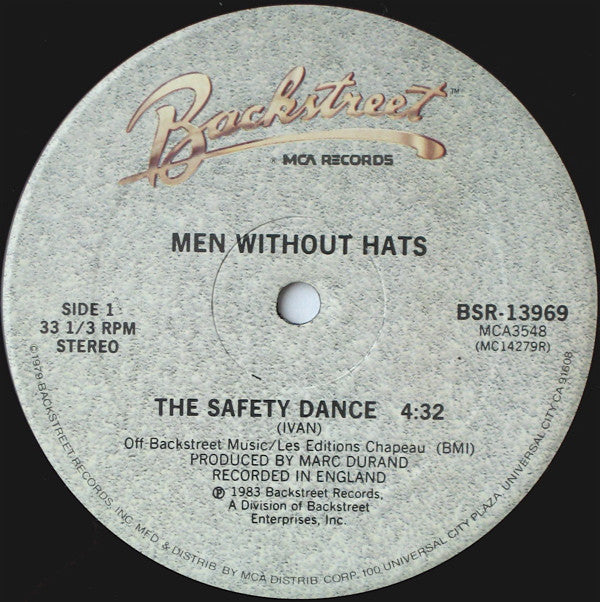 Backstreet™
MCA RECORDS
MEN WITHOUT HATS
SIDE 1
33 1/3 RPM
STEREO
BSR-13969
MCA3548
(MC14279R)
THE SAFETY DANCE 4:32
(IVAN)
Off Backstreet Music/Les Editions Chapeau (BMI)
PRODUCED BY MARC DURAND
RECORDED IN ENGLAND
℗ 1983 Backstreet Records,
A Division of Backstreet
Enterprises, Inc.
©1979 BACKSTREET RECORDS, INC. MFD. & DISTRIB. BY MCA DISTRIB. CORP. 100 UNIVERSAL CITY PLAZA, UNIVERSAL CITY CA 91608